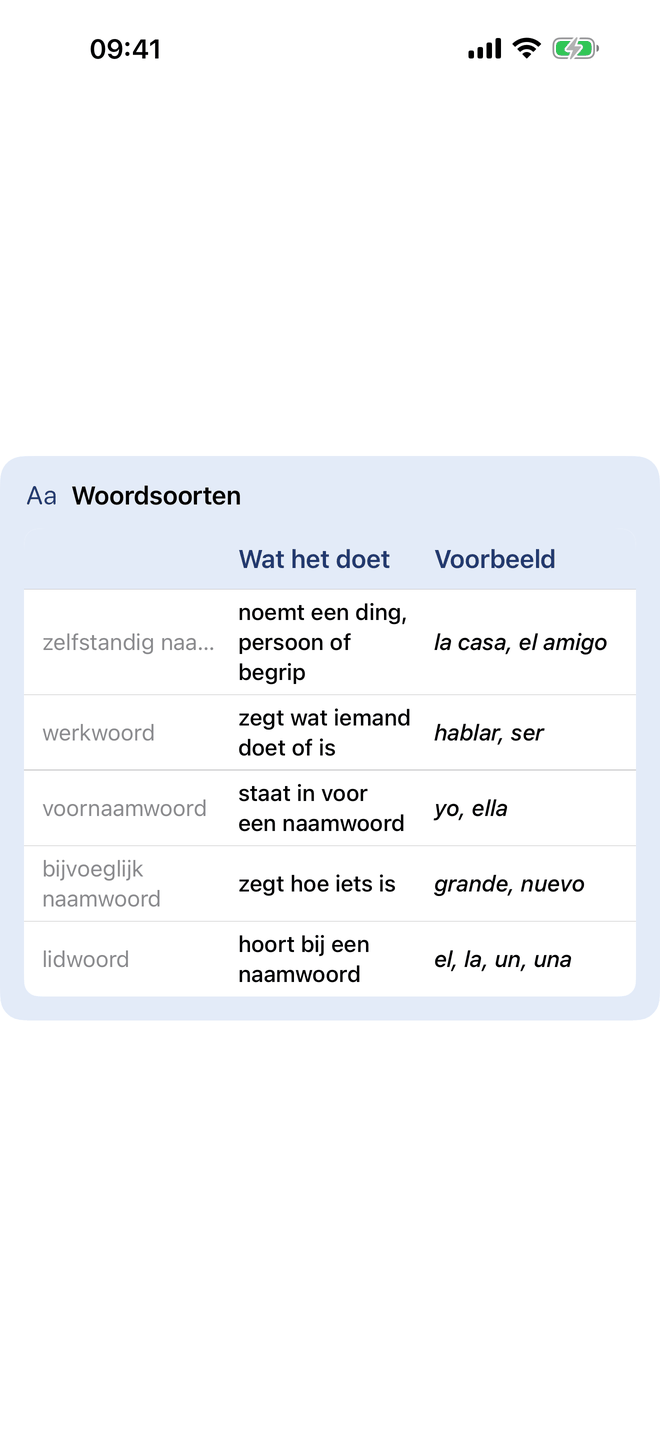 09:41
Aa Woordsoorten
Wat het doet Voorbeeld
zelfstandig naa...
noemt een ding,
persoon of
begrip
la casa, el amigo
werkwoord
zegt wat iemand
doet of is
hablar, ser
voornaamwoord
staat in voor
een naamwoord
yo, ella
bijvoeglijk
naamwoord
zegt hoe iets is
grande, nuevo
lidwoord
hoort bij een
naamwoord
el, la, un, una